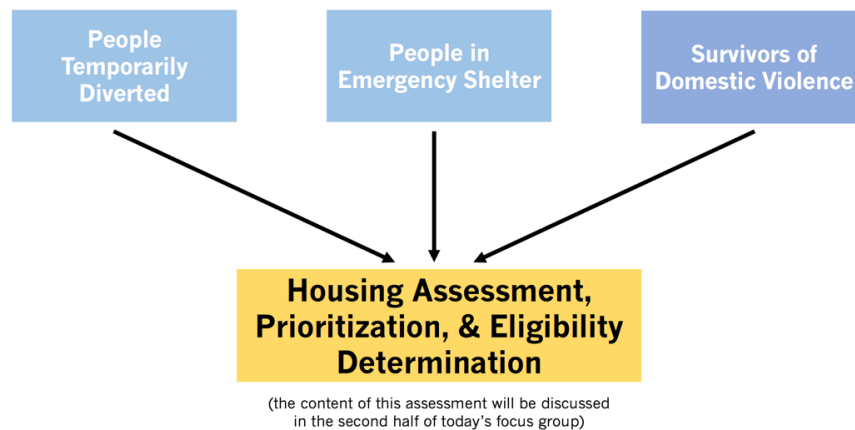 People
Temporarily
Diverted
People in
Emergency Shelter
Survivors of
Domestic Violence
Housing Assessment,
Prioritization, & Eligibility
Determination
(the content of this assessment will be discussed
in the second half of today's focus group)